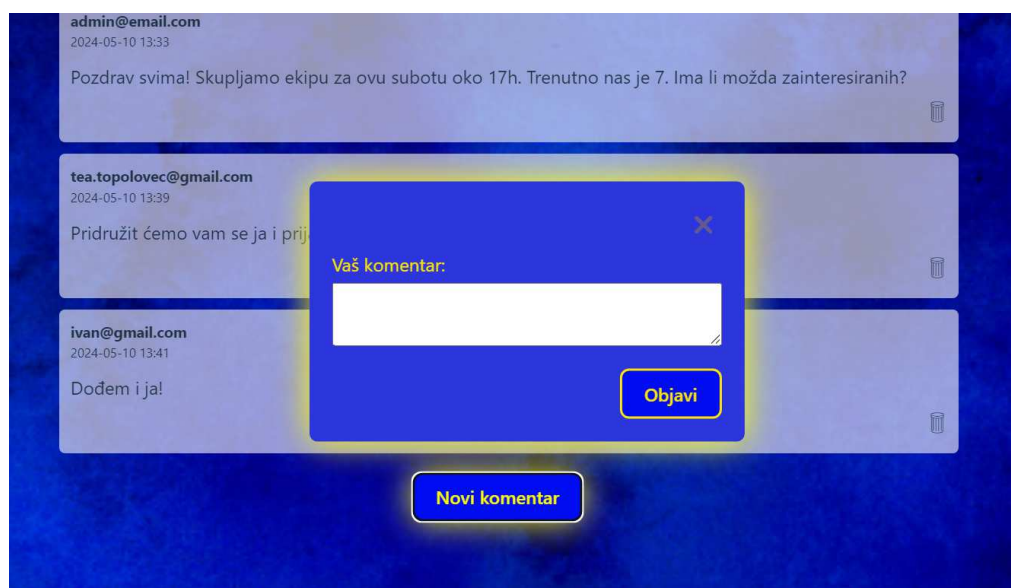 admin@email.com
2024-05-10 13:33
Pozdrav svima! Skupljamo ekipu za ovu subotu oko 17h. Trenutno nas je 7. Ima li možda zainteresiranih?
tea.topolovec@gmail.com
2024-05-10 13:39
Pridružit ćemo vam se ja i
Vaš komentar:
ivan@gmail.com
2024-05-10 13:41
Dođem i ja!
Objavi
Novi komentar